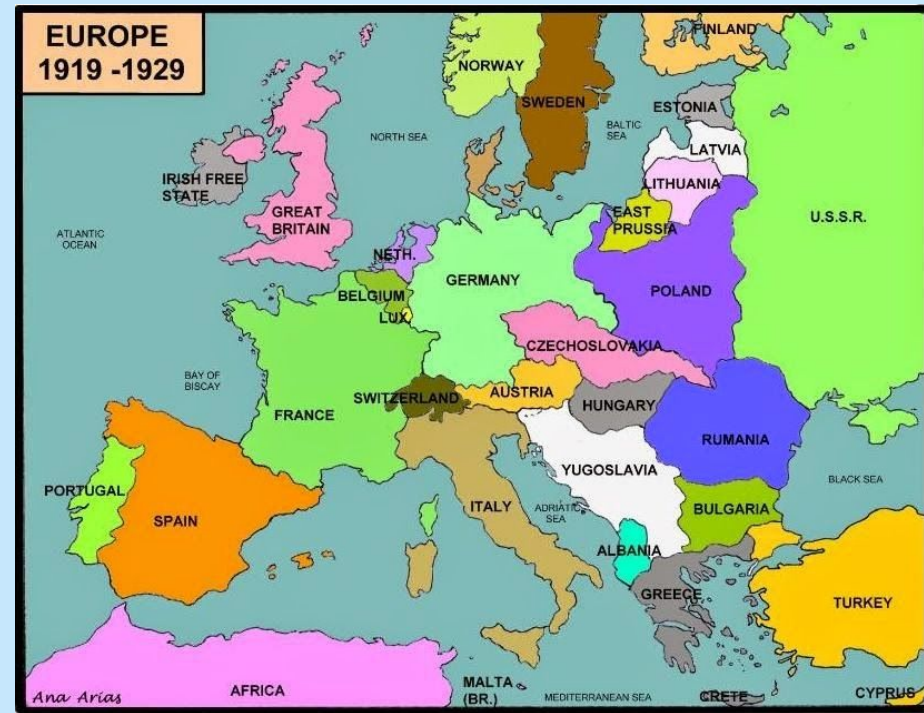 EUROPE
1919 -1929
NORWAY
FINLAND
SWEDEN
ESTONIA
BALTIC
SEA
NORTH SEA
LATVIA
LITHUANIA
IRISH FREE
STATE
GREAT
BRITAIN
EAST
PRUSSIA
U.S.S.R.
ATLANTIC
OCEAN
NETH.
GERMANY
POLAND
BELGIUM
LUX.
CZECHOSLOVAKIA
BAY OF
BISCAY
SWITZERLAND
AUSTRIA
HUNGARY
FRANCE
RUMANIA
YUGOSLAVIA
BLACK SEA
PORTUGAL
SPAIN
ITALY
ADRIATIC
SEA
BULGARIA
ALBANIA
GREECE
TURKEY
Ana Arias
AFRICA
MALTA
(BR.)
MEDITERRANEAN SEA
CRETE
CYPRUS